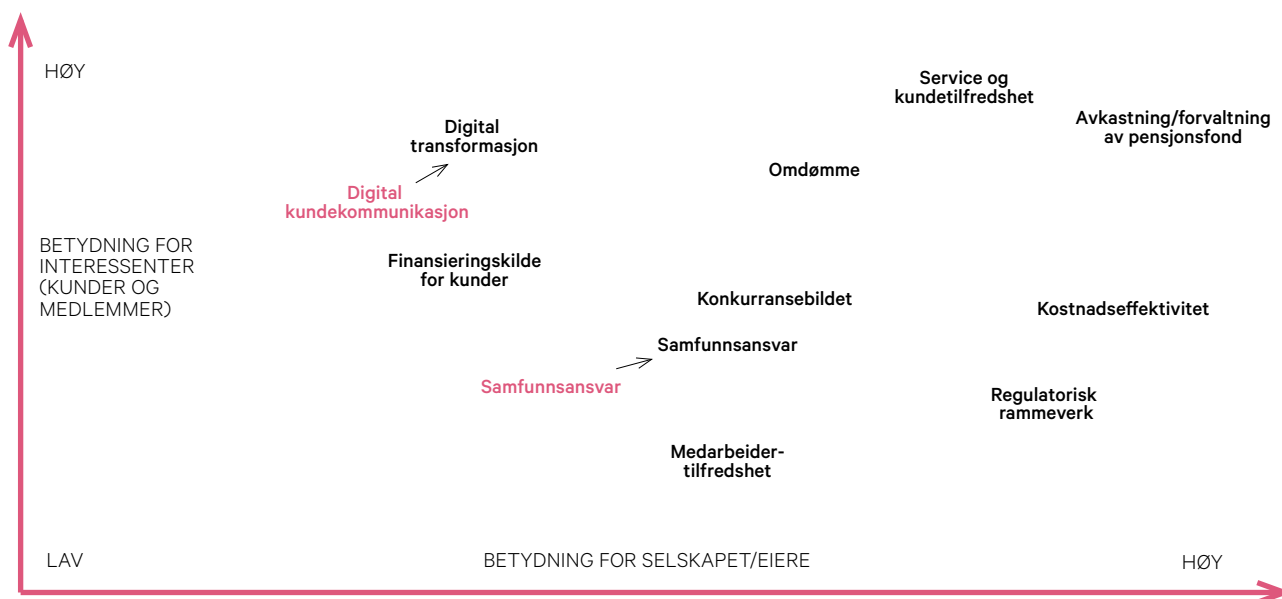 HØY
Service og
kundetilfredshet
Avkastning/forvaltning
av pensjonsfond
Digital
transformasjon
Omdømme
Digital
kundekommunikasjon
BETYDNING FOR
INTERESSENTER
(KUNDER OG
MEDLEMMER)
Finansieringskilde
for kunder
Konkurransebildet
Kostnadseffektivitet
Samfunnsansvar
Samfunnsansvar
Regulatorisk
rammeverk
Medarbeider-
tilfredshet
LAV
BETYDNING FOR SELSKAPET/EIERE
HØY